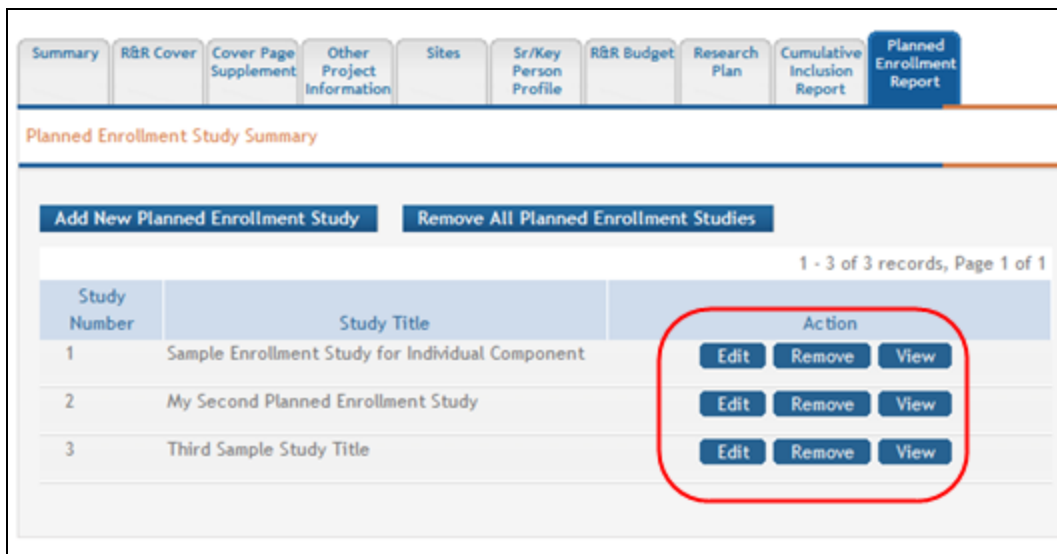 Summary R&R Cover Cover Page Supplement Other Project Information Sites Sr/Key Person Profile R&R Budget Research Plan Cumulative Inclusion Report Planned Enrollment Report
Planned Enrollment Study Summary
Add New Planned Enrollment Study Remove All Planned Enrollment Studies
1 - 3 of 3 records, Page 1 of 1
Study Number Study Title Action
1 Sample Enrollment Study for Individual Component Edit Remove View
2 My Second Planned Enrollment Study Edit Remove View
3 Third Sample Study Title Edit Remove View